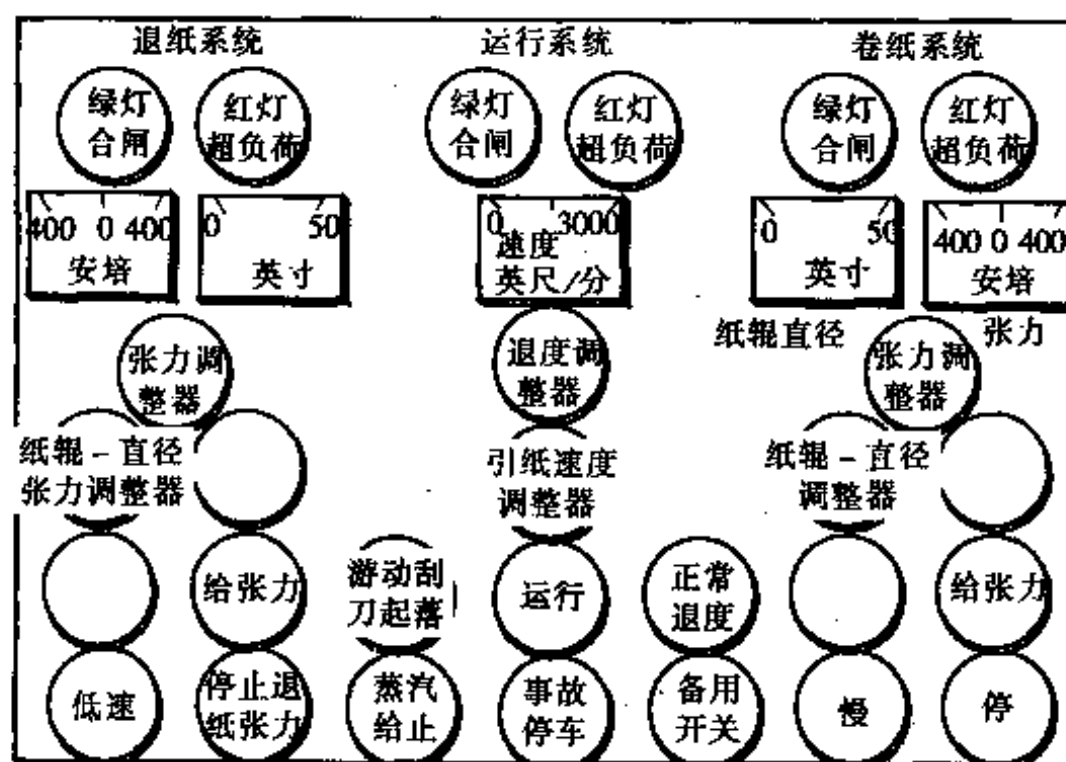 退纸系统 运行系统 卷纸系统
绿灯 红灯 绿灯 红灯 绿灯 红灯
合闸 超负荷 合闸 超负荷 合闸 超负荷
400 0 400 0 50 0 3000 0 50 400 0 400
安培 英寸 速度 英寸 安培
英尺/分
纸辊直径 张力
张力调 退度调 张力调
整器 整器 整器
纸辊-直径 引纸速度 纸辊-直径
张力调整器 调整器 调整器
给张力 游动刮 运行 正常 给张力
刀起落 退度
低速 停止退 蒸汽 事故 备用 慢 停
纸张力 给止 停车 开关